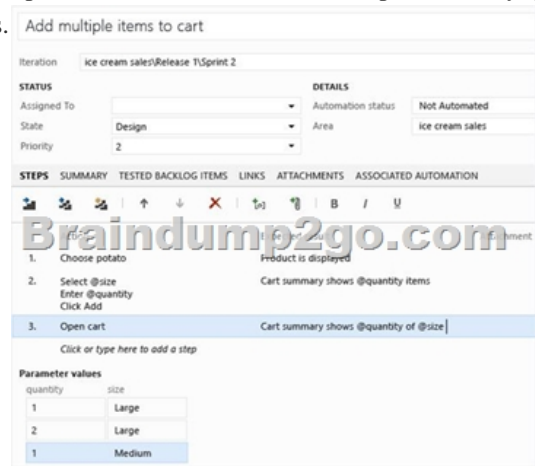 s.
Add multiple items to cart
Iteration ice cream sales\Release 1\Sprint 2
STATUS DETAILS
Assigned To Automation status Not Automated
State Design Area ice cream sales
Priority 2
STEPS SUMMARY TESTED BACKLOG ITEMS LINKS ATTACHMENTS ASSOCIATED AUTOMATION
B I U
Braindump2go.com
1. Choose potato Product is displayed
2. Select @size Cart summary shows @quantity items
Enter @quantity
Click Add
3. Open cart Cart summary shows @quantity of @size
Click or type here to add a step
Parameter values
quantity size
1 Large
2 Large
1 Medium